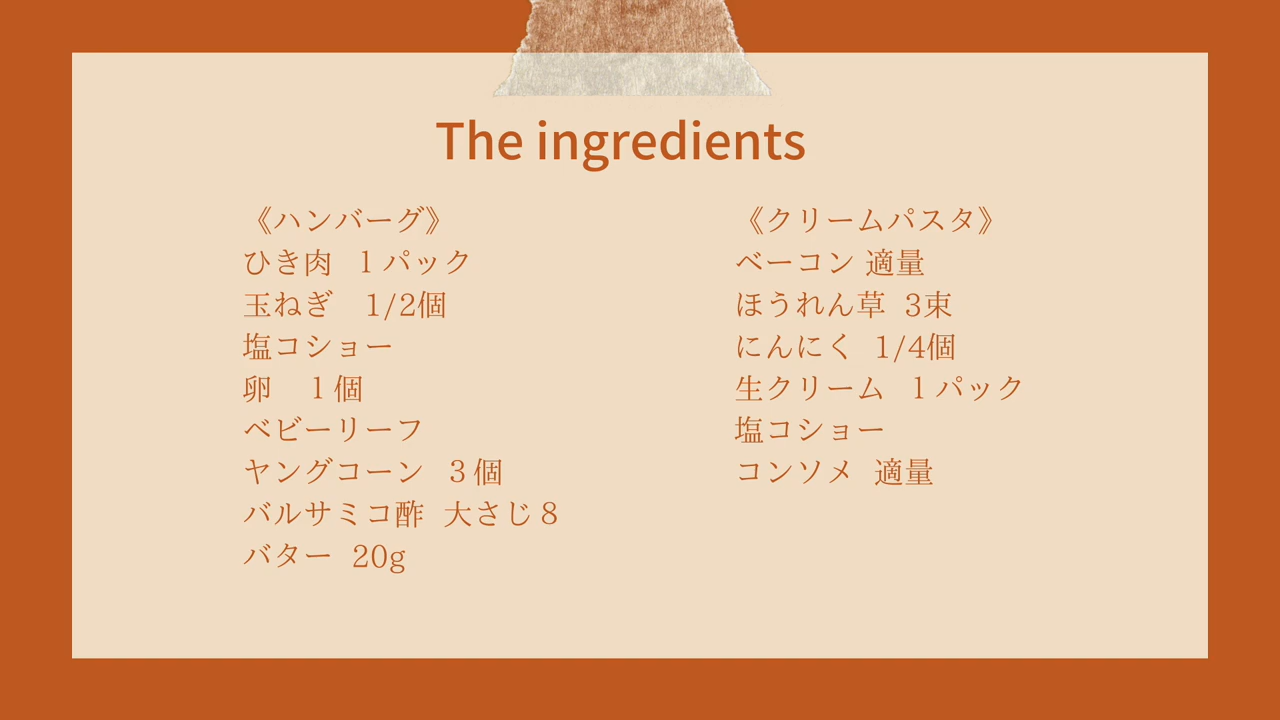 The ingredients
《ハンバーグ》
ひき肉 １パック
玉ねぎ　1/2個
塩コショー
卵　１個
ベビーリーフ
ヤングコーン ３個
バルサミコ酢 大さじ８
バター 20g
《クリームパスタ》
ベーコン 適量
ほうれん草 3束
にんにく 1/4個
生クリーム １パック
塩コショー
コンソメ 適量